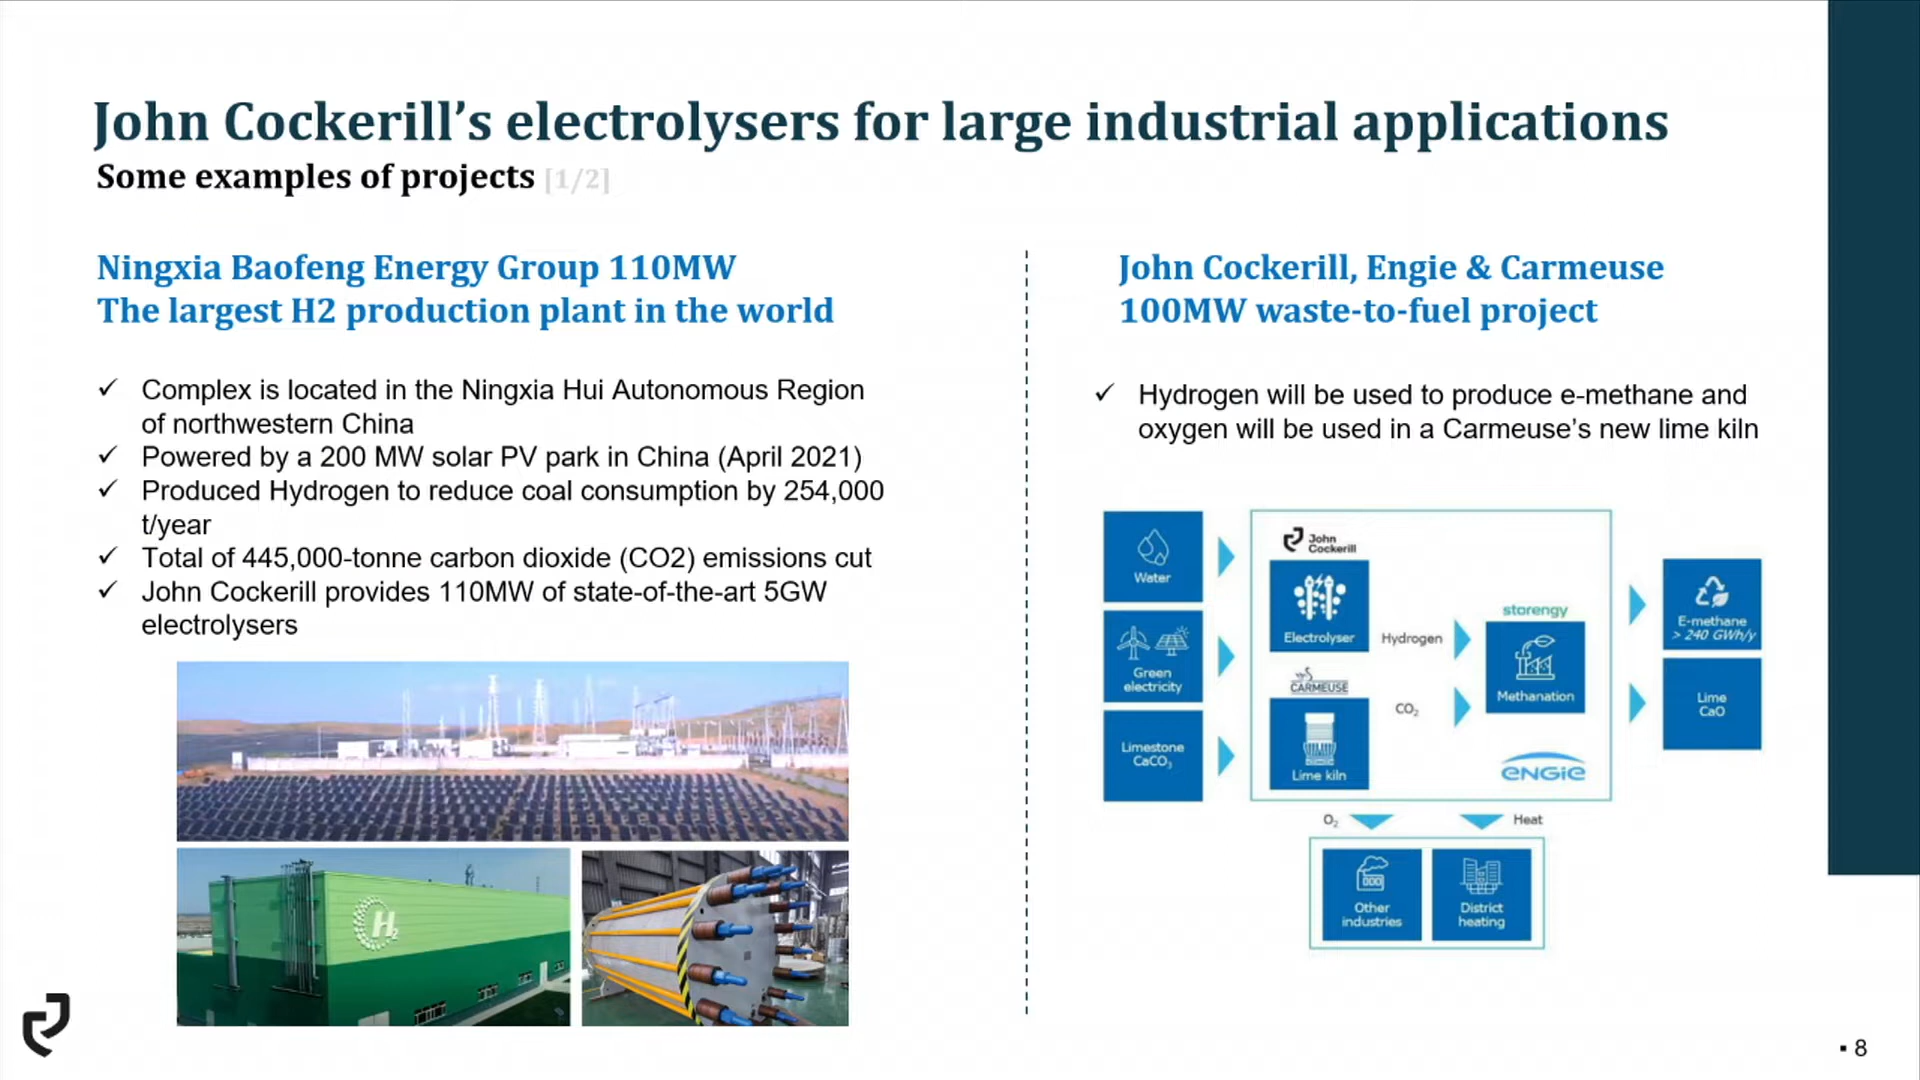 John Cockerill’s electrolysers for large industrial applications
Some examples of projects [1/2]
Ningxia Baofeng Energy Group 110MW
The largest H2 production plant in the world
✓ Complex is located in the Ningxia Hui Autonomous Region
of northwestern China
✓ Powered by a 200 MW solar PV park in China (April 2021)
✓ Produced Hydrogen to reduce coal consumption by 254,000
t/year
✓ Total of 445,000-tonne carbon dioxide (CO2) emissions cut
✓ John Cockerill provides 110MW of state-of-the-art 5GW
electrolysers
H2
John Cockerill, Engie & Carmeuse
100MW waste-to-fuel project
✓ Hydrogen will be used to produce e-methane and
oxygen will be used in a Carmeuse’s new lime kiln
Water
Green
electricity
Limestone
CaCO₃
John
Cockerill
Electrolyser
Hydrogen
CARMEUSE
Lime kiln
CO₂
storengy
Methanation
ENGIE
E-methane
> 240 GWh/y
Lime
CaO
O₂
Heat
Other
industries
District
heating
▪ 8